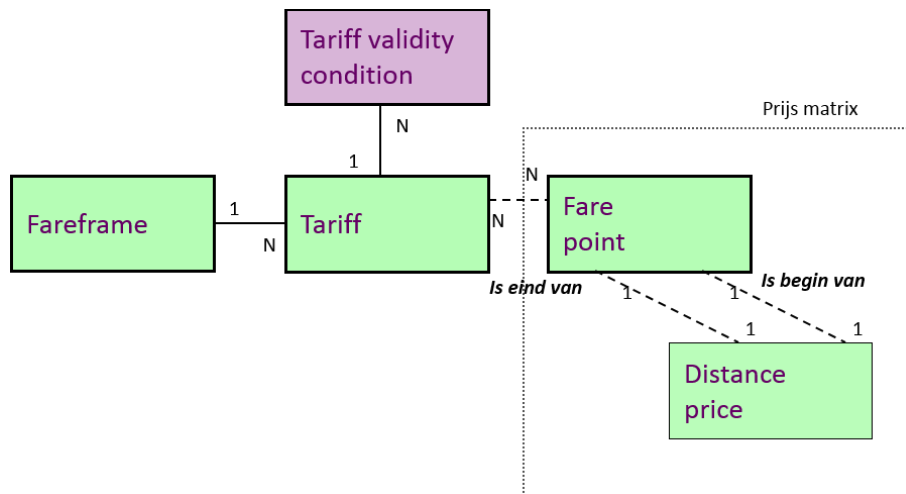 Tariff validity
condition
Prijs matrix
N
1
N
Fareframe
1
N
Tariff
N
Fare
point
Is eind van
1
1
Is begin van
1
1
Distance
price